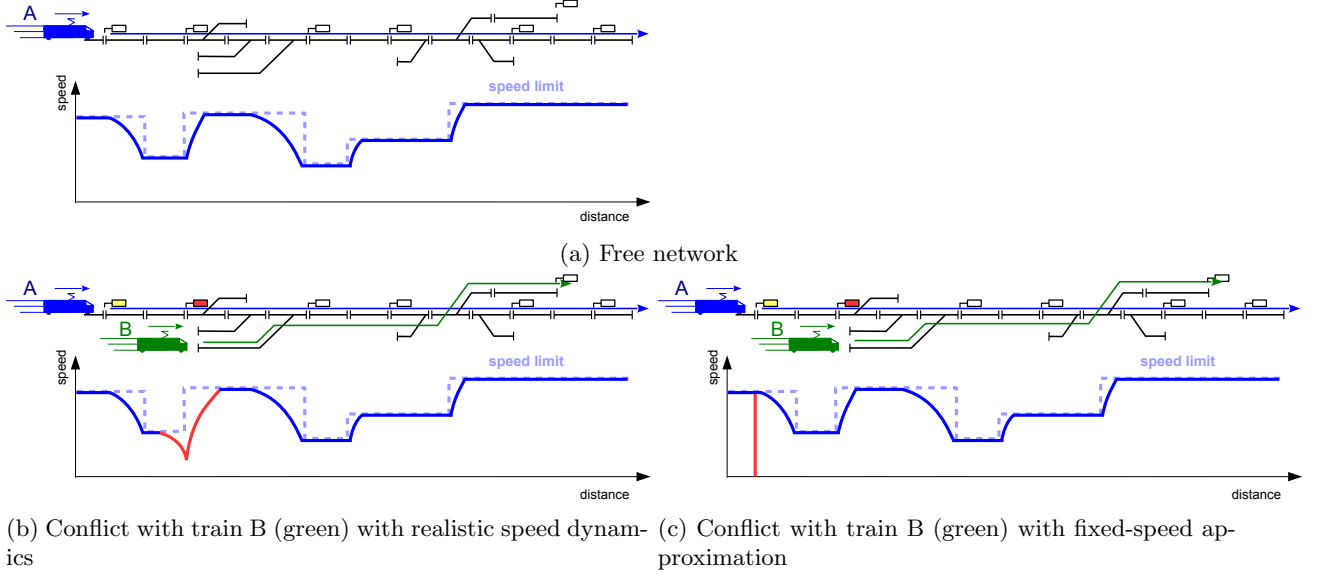 A
speed limit
speed
distance
(a) Free network
A
B
speed limit
speed
distance
A
B
speed limit
speed
distance
(b) Conflict with train B (green) with realistic speed dynam-
ics
(c) Conflict with train B (green) with fixed-speed ap-
proximation